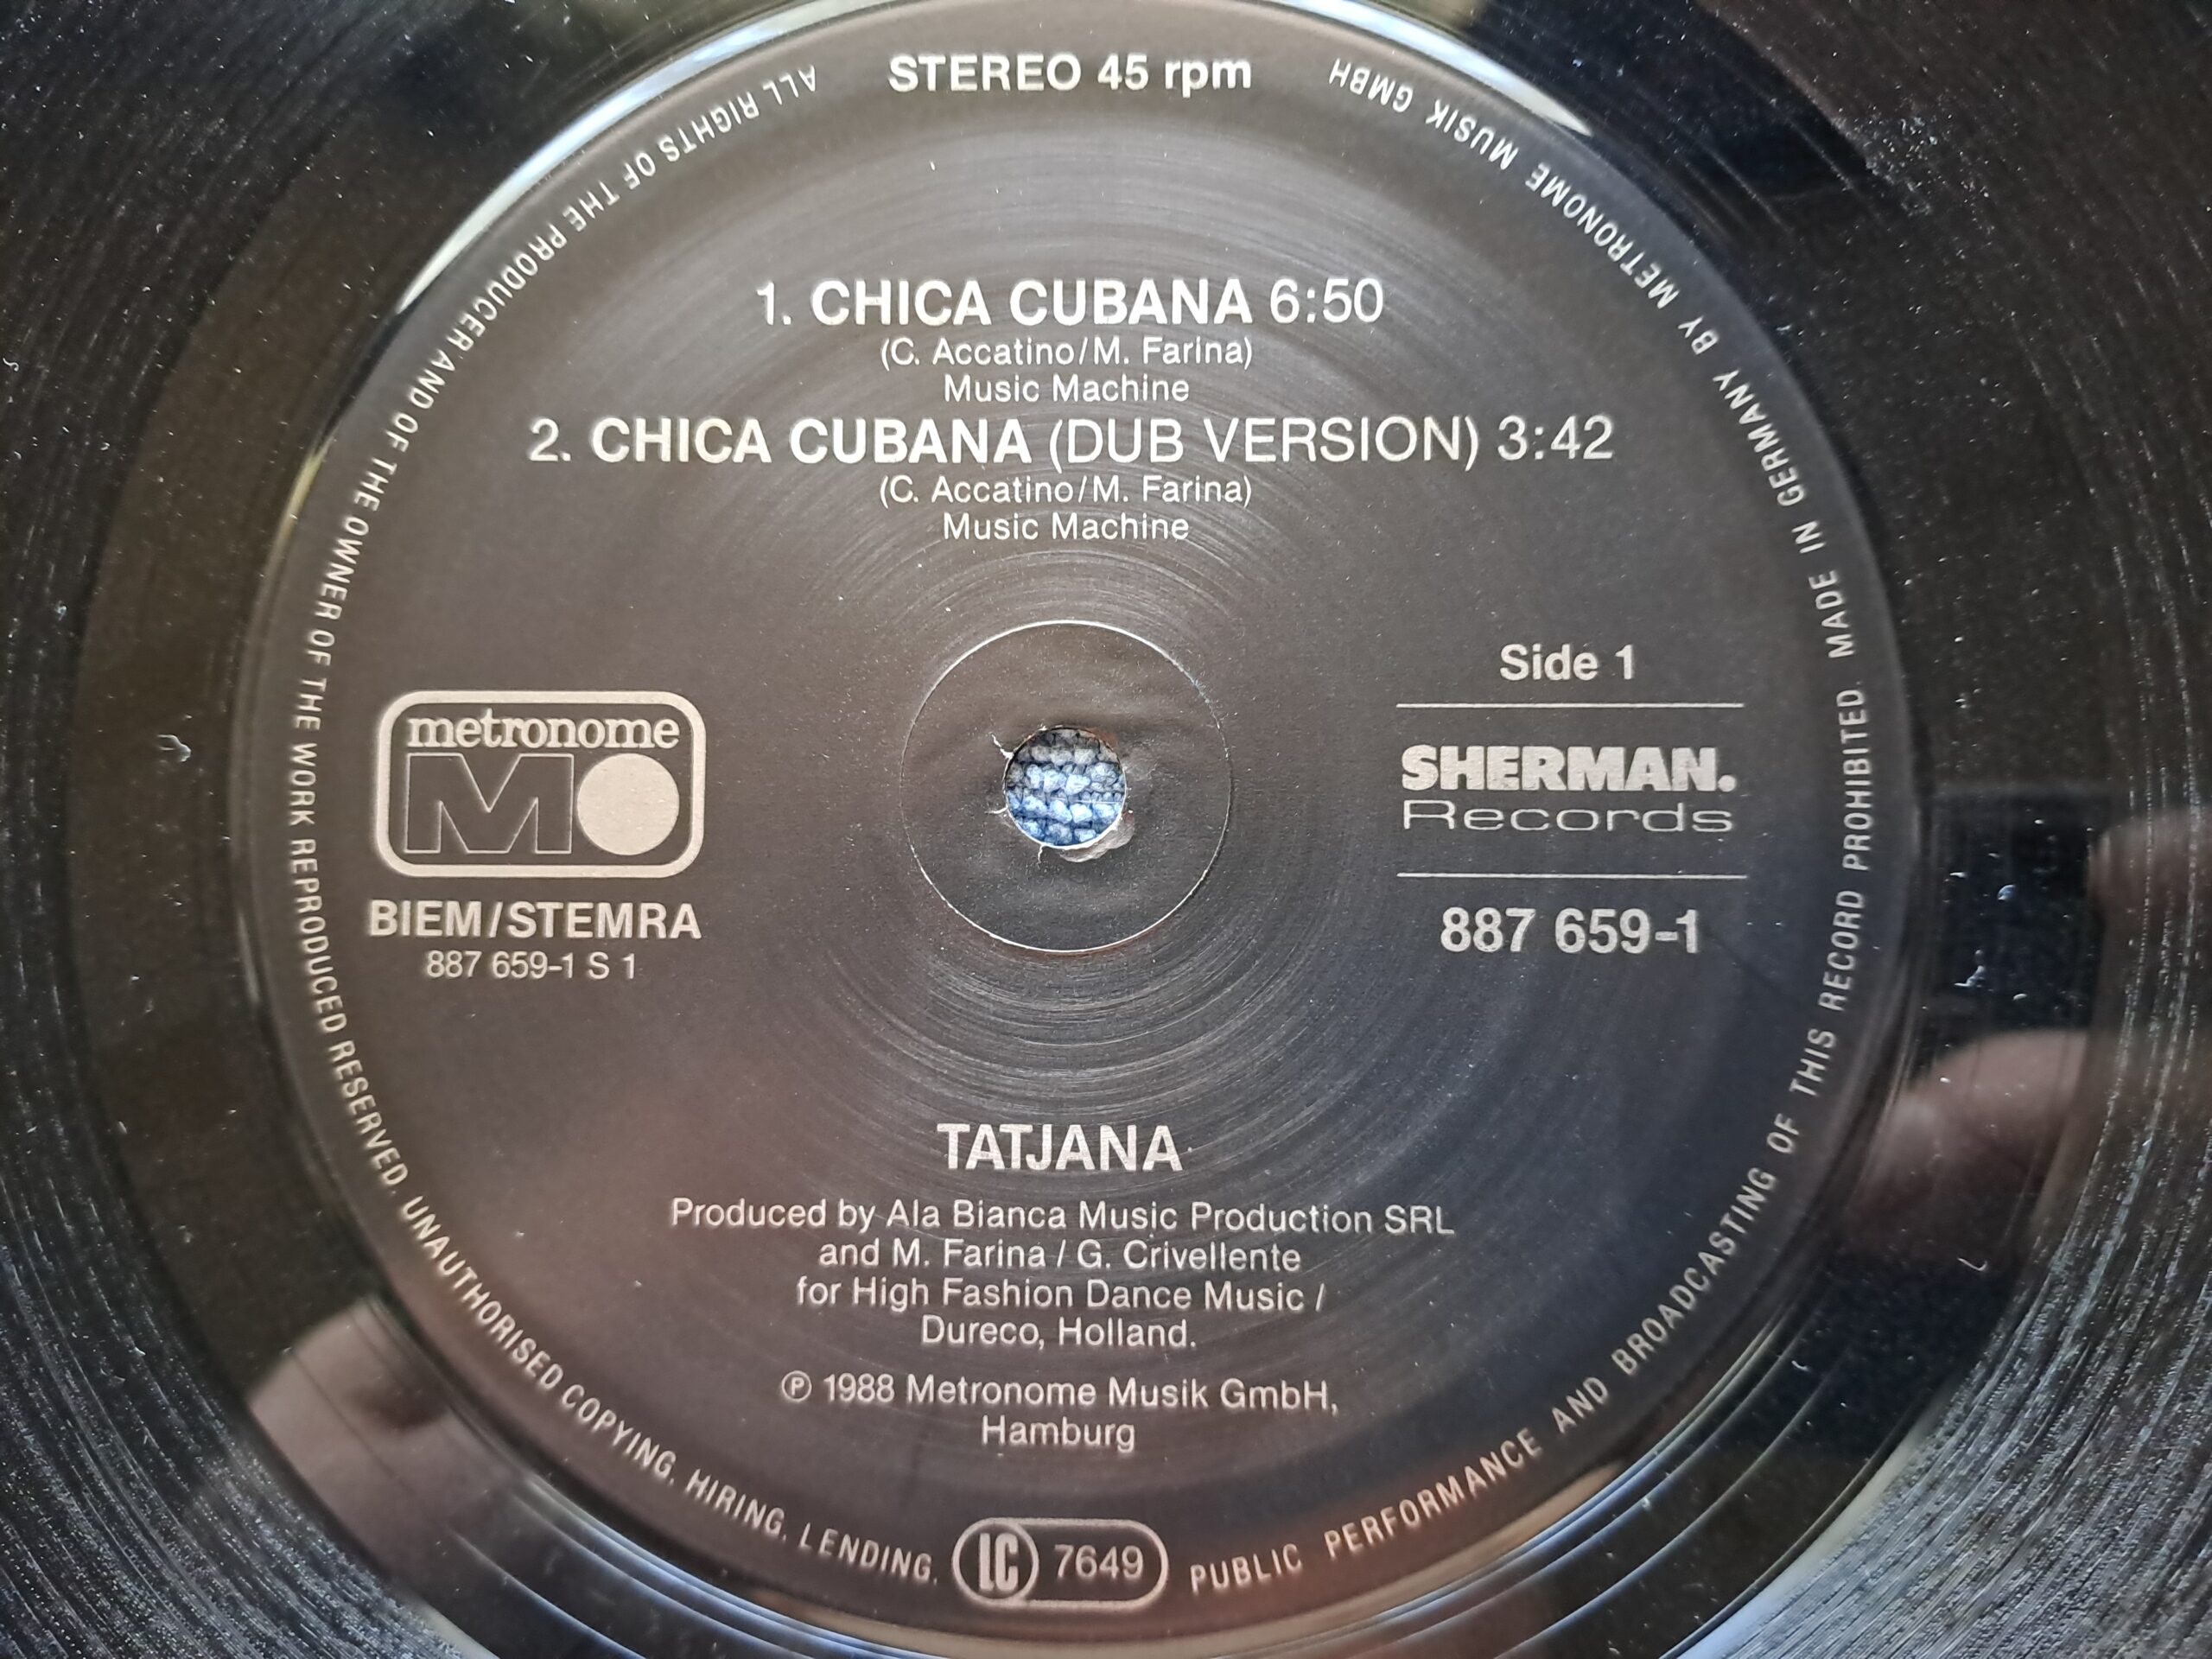 STEREO 45 rpm
1. CHICA CUBANA 6:50
(C. Accatino/M. Farina)
Music Machine
2. CHICA CUBANA (DUB VERSION) 3:42
(C. Accatino/M. Farina)
Music Machine
metronome
MO
BIEM/STEMRA
887 659-1 S 1
Side 1
SHERMAN.
Records
887 659-1
TATJANA
Produced by Ala Bianca Music Production SRL
and M. Farina / G. Crivellente
for High Fashion Dance Music /
Dureco, Holland.
℗ 1988 Metronome Musik GmbH,
Hamburg
LC 7649
ALL RIGHTS OF THE PRODUCER AND OF THE OWNER OF THE WORK REPRODUCED RESERVED. UNAUTHORISED COPYING, HIRING, LENDING, PUBLIC PERFORMANCE AND BROADCASTING OF THIS RECORD PROHIBITED. MADE IN GERMANY BY METRONOME MUSIK GMBH